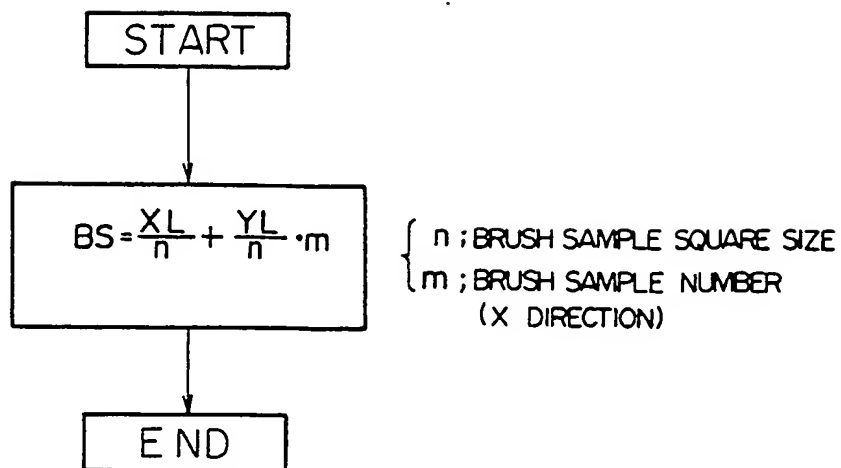 START
BS = XL/n + YL/n ·m
n ; BRUSH SAMPLE SQUARE SIZE
m ; BRUSH SAMPLE NUMBER
(X DIRECTION)
END